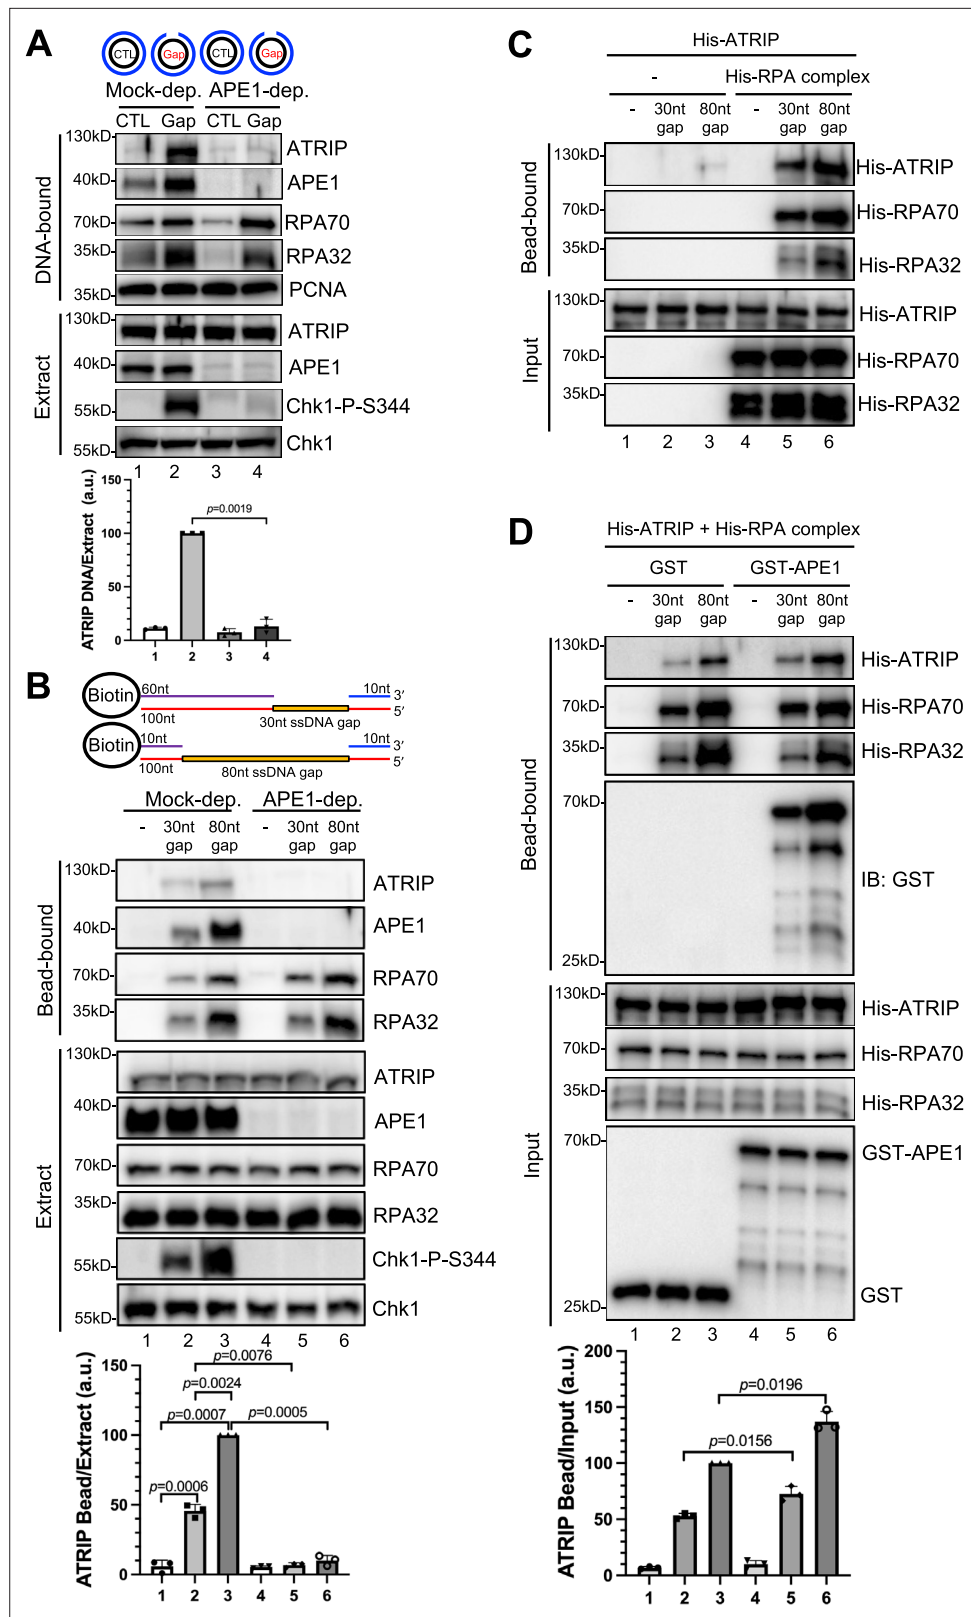 A
CTL Gap CTL Gap
Mock-dep. APE1-dep.
CTL Gap CTL Gap
DNA-bound
130kD ATRIP
40kD APE1
70kD RPA70
35kD RPA32
35kD PCNA
Extract
ATRIP
40kD APE1
55kD Chk1-P-S344
55kD Chk1
1 2 3 4
ATRIP DNA/Extract (a.u.)
150
100
50
0
p=0.0019
1 2 3 4
B
Biotin 60nt 10nt 3′
100nt 30nt ssDNA gap 5′
Biotin 10nt 10nt 3′
100nt 80nt ssDNA gap 5′
Mock-dep. APE1-dep.
- 30nt gap 80nt gap - 30nt gap 80nt gap
Bead-bound
130kD ATRIP
40kD APE1
70kD RPA70
35kD RPA32
Extract
130kD ATRIP
40kD APE1
70kD RPA70
35kD RPA32
55kD Chk1-P-S344
55kD Chk1
1 2 3 4 5 6
ATRIP Bead/Extract (a.u.)
150
100
50
0
p=0.0076
p=0.0024
p=0.0007 p=0.0005
p=0.0006
1 2 3 4 5 6
C
His-ATRIP
- His-RPA complex
- 30nt gap 80nt gap - 30nt gap 80nt gap
Bead-bound
130kD His-ATRIP
70kD His-RPA70
35kD His-RPA32
Input
130kD His-ATRIP
70kD His-RPA70
35kD His-RPA32
1 2 3 4 5 6
D
His-ATRIP + His-RPA complex
GST GST-APE1
- 30nt gap 80nt gap - 30nt gap 80nt gap
Bead-bound
130kD His-ATRIP
70kD His-RPA70
35kD His-RPA32
70kD
IB: GST
25kD
Input
130kD His-ATRIP
70kD His-RPA70
35kD His-RPA32
70kD GST-APE1
25kD GST
1 2 3 4 5 6
ATRIP Bead/Input (a.u.)
200
150
100
50
0
p=0.0196
p=0.0156
1 2 3 4 5 6